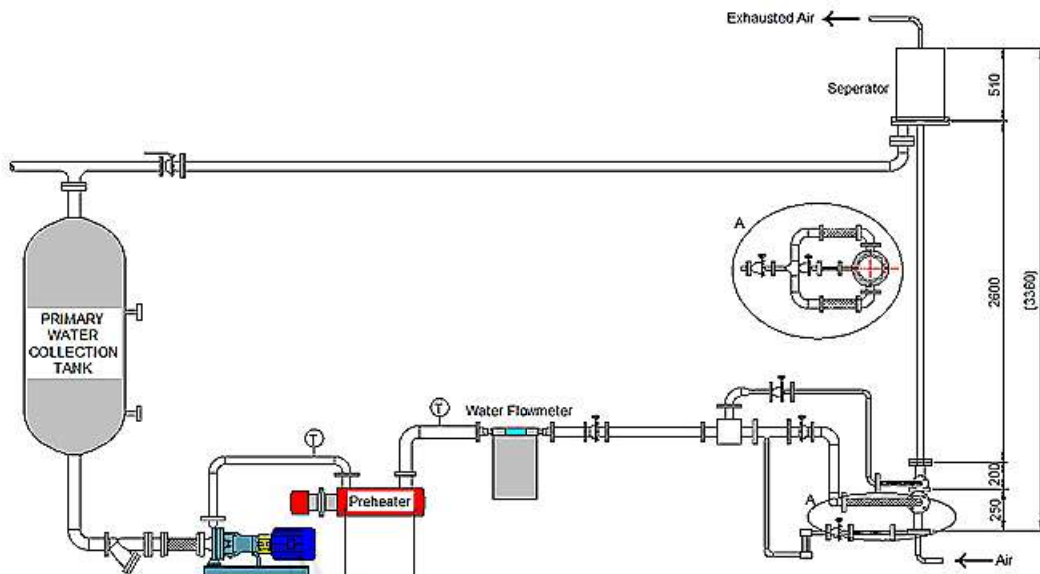 Exhausted Air
Seperator
510
A
2600
(3360)
PRIMARY
WATER
COLLECTION
TANK
T
Water Flowmeter
T
Preheater
200
A
250
Air